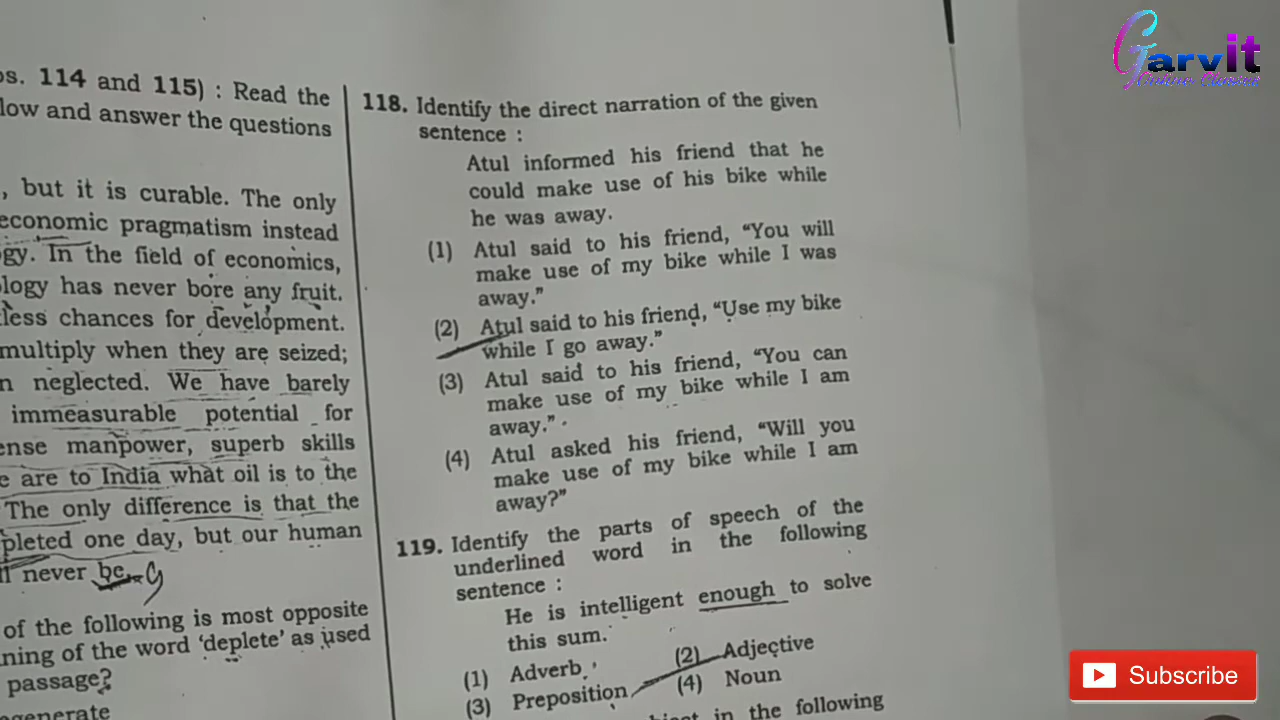 os. 114 and 115) : Read the
low and answer the questions
, but it is curable. The only
economic pragmatism instead
gy. In the field of economics,
logy has never bore any fruit.
less chances for development.
multiply when they are seized;
n neglected. We have barely
immeasurable potential for
ense manpower, superb skills
e are to India what oil is to the
The only difference is that the
pleted one day, but our human
ll never be.
of the following is most opposite
ning of the word 'deplete' as used
passage?
egenerate
118. Identify the direct narration of the given
sentence :
Atul informed his friend that he
could make use of his bike while
he was away.
(1) Atul said to his friend, "You will
make use of my bike while I was
away."
(2) Atul said to his friend, "Use my bike
while I go away."
(3) Atul said to his friend, "You can
make use of my bike while I am
away."
(4) Atul asked his friend, "Will you
make use of my bike while I am
away?"
119. Identify the parts of speech of the
underlined word in the following
sentence :
He is intelligent enough to solve
this sum.
(1) Adverb (2) Adjective
(3) Preposition (4) Noun
in the following
Garvit
Online Classes
Subscribe